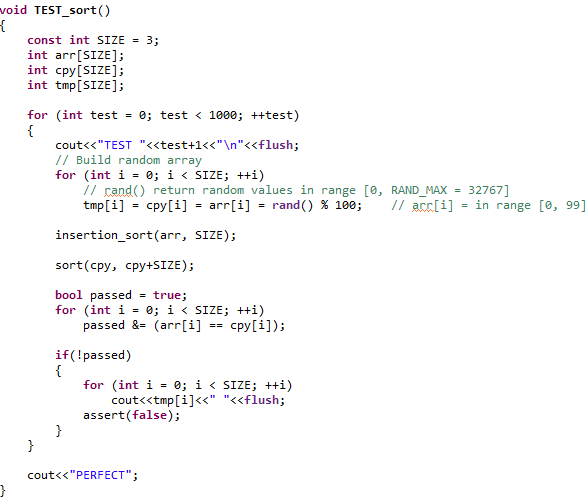 void TEST_sort()
{
    const int SIZE = 3;
    int arr[SIZE];
    int cpy[SIZE];
    int tmp[SIZE];

    for (int test = 0; test < 1000; ++test)
    {
        cout<<"TEST "<<test+1<<"\n"<<flush;
        // Build random array
        for (int i = 0; i < SIZE; ++i)
            // rand() return random values in range [0, RAND_MAX = 32767]
            tmp[i] = cpy[i] = arr[i] = rand() % 100;    // arr[i] = in range [0, 99]

        insertion_sort(arr, SIZE);

        sort(cpy, cpy+SIZE);

        bool passed = true;
        for (int i = 0; i < SIZE; ++i)
            passed &= (arr[i] == cpy[i]);

        if(!passed)
        {
            for (int i = 0; i < SIZE; ++i)
                cout<<tmp[i]<<" "<<flush;
            assert(false);
        }
    }

    cout<<"PERFECT";
}